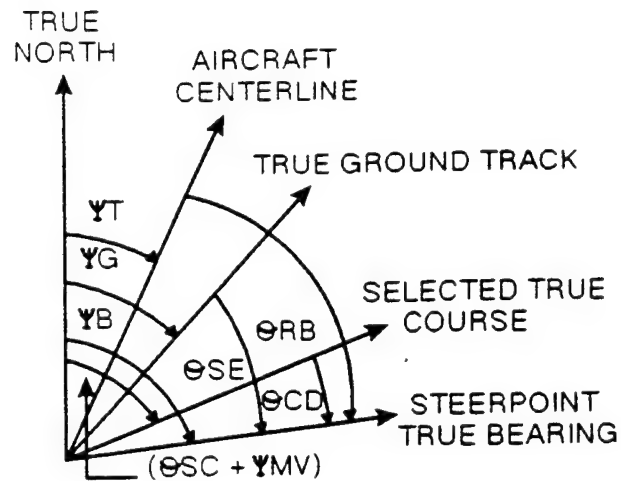 TRUE
NORTH
AIRCRAFT
CENTERLINE
TRUE GROUND TRACK
ΨT
ΨG
ΨB
SELECTED TRUE
COURSE
ΘRB
ΘSE
ΘCD
STEERPOINT
TRUE BEARING
(ΘSC + ΨMV)